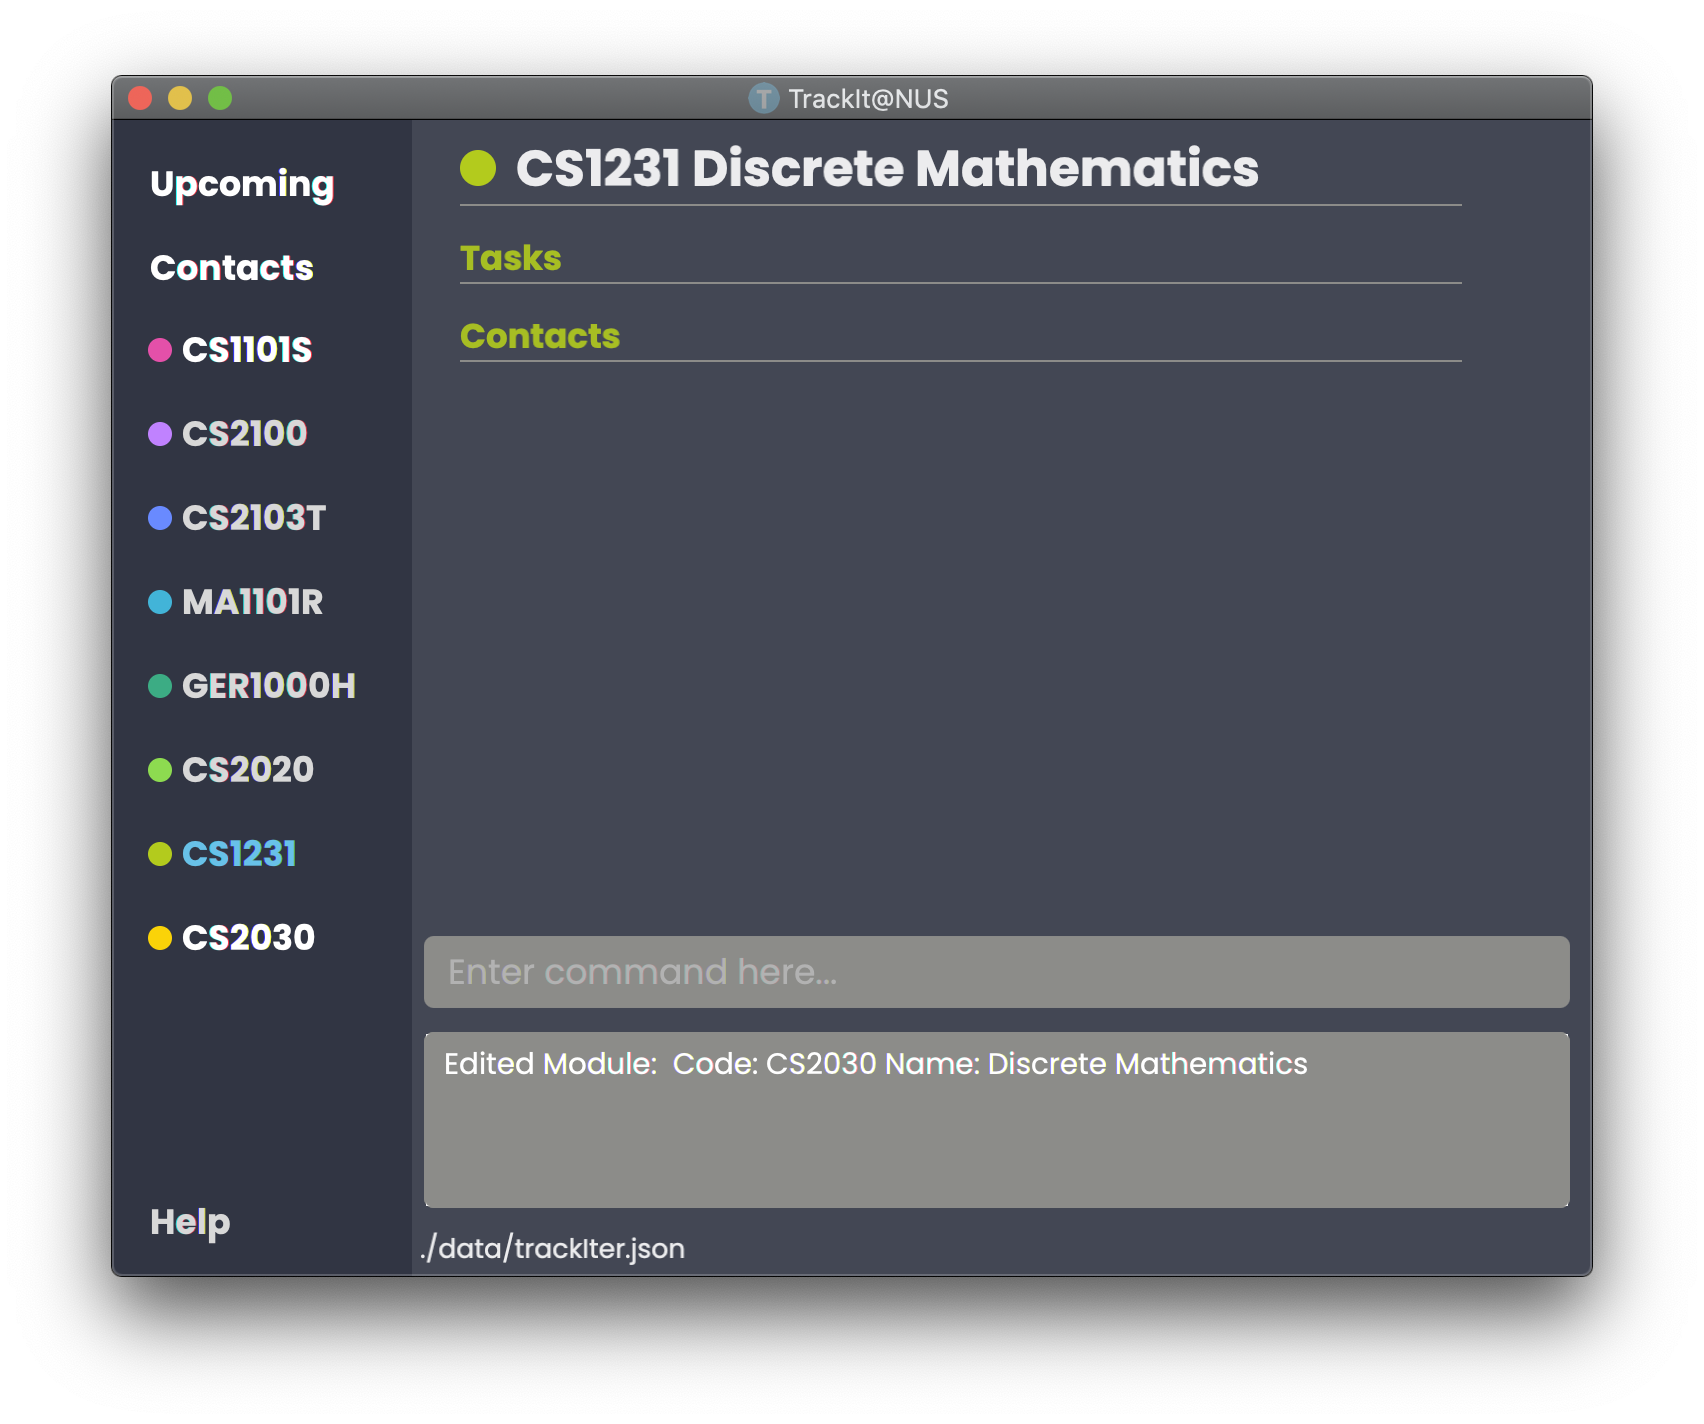 T TrackIt@NUS
Upcoming
Contacts
CS1101S
CS2100
CS2103T
MA1101R
GER1000H
CS2020
CS1231
CS2030
Help
CS1231 Discrete Mathematics
Tasks
Contacts
Enter command here...
Edited Module:  Code: CS2030 Name: Discrete Mathematics
./data/trackIter.json